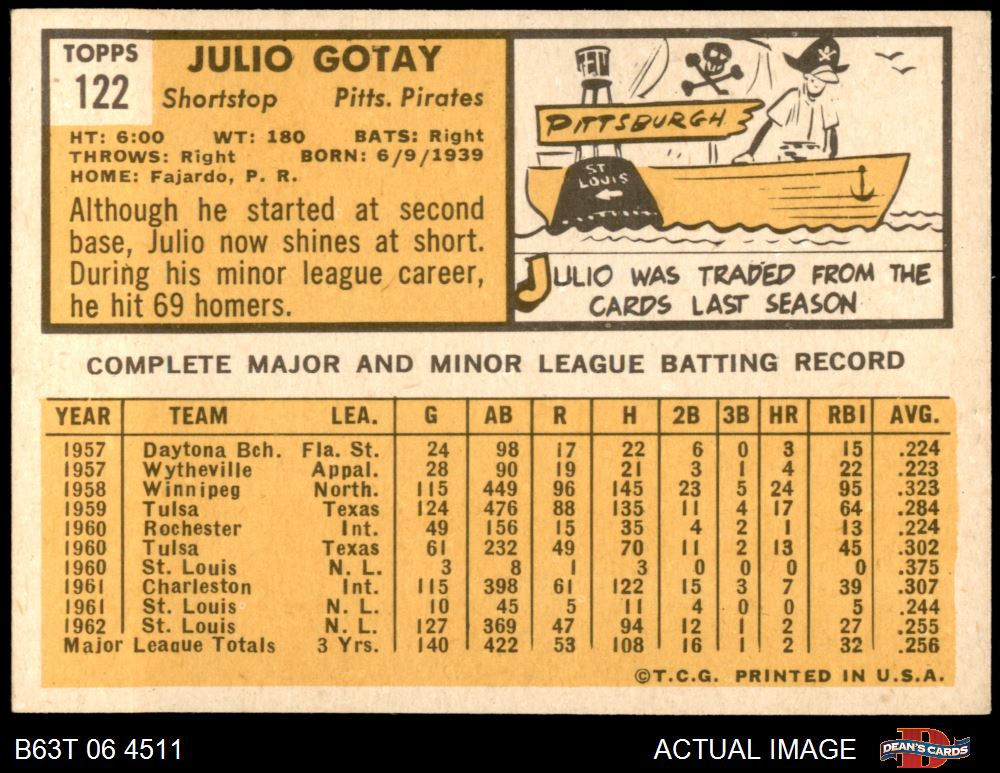 TOPPS
122
JULIO GOTAY
Shortstop Pitts. Pirates
HT: 6:00 WT: 180 BATS: Right
THROWS: Right BORN: 6/9/1939
HOME: Fajardo, P. R.
Although he started at second
base, Julio now shines at short.
During his minor league career,
he hit 69 homers.
PITTSBURGH
ST
LOUIS
JULIO WAS TRADED FROM THE
CARDS LAST SEASON
COMPLETE MAJOR AND MINOR LEAGUE BATTING RECORD
YEAR TEAM LEA. G AB R H 2B 3B HR RBI AVG.
1957 Daytona Bch. Fla. St. 24 98 17 22 6 0 3 15 .224
1957 Wytheville Appal. 28 90 19 21 3 1 4 22 .223
1958 Winnipeg North. 115 449 96 145 23 5 24 95 .323
1959 Tulsa Texas 124 476 88 135 11 4 17 64 .284
1960 Rochester Int. 49 156 15 35 4 2 1 13 .224
1960 Tulsa Texas 61 232 49 70 11 2 13 45 .302
1960 St. Louis N. L. 3 8 1 3 0 0 0 0 .375
1961 Charleston Int. 115 398 61 122 15 3 7 39 .307
1961 St. Louis N. L. 10 45 5 11 4 0 0 5 .244
1962 St. Louis N. L. 127 369 47 94 12 1 2 27 .255
Major League Totals 3 Yrs. 140 422 53 108 16 1 2 32 .256
©T.C.G. PRINTED IN U.S.A.
B63T 06 4511 ACTUAL IMAGE DEAN'S CARDS